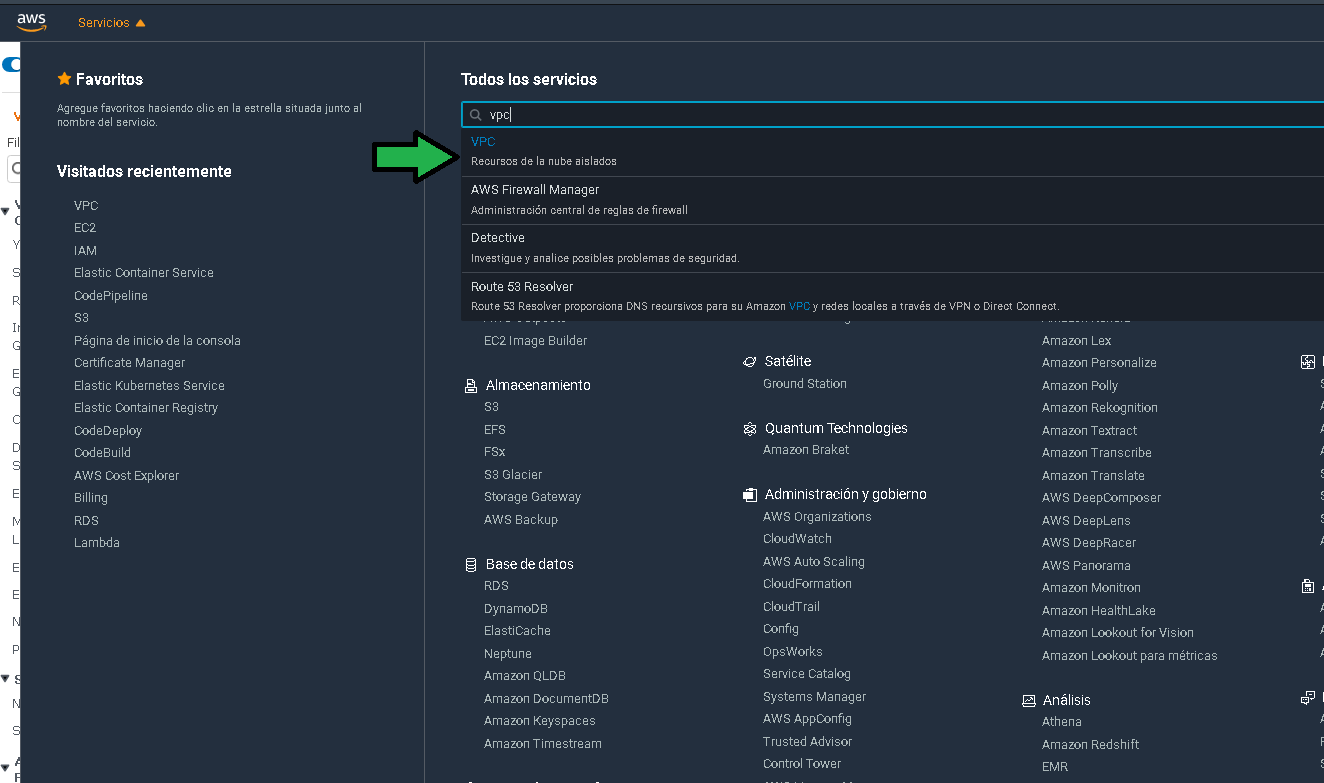 aws
Servicios
Favoritos
Agregue favoritos haciendo clic en la estrella situada junto al
nombre del servicio.
Visitados recientemente
VPC
EC2
IAM
Elastic Container Service
CodePipeline
S3
Página de inicio de la consola
Certificate Manager
Elastic Kubernetes Service
Elastic Container Registry
CodeDeploy
CodeBuild
AWS Cost Explorer
Billing
RDS
Lambda
Todos los servicios
vpc
VPC
Recursos de la nube aislados
AWS Firewall Manager
Administración central de reglas de firewall
Detective
Investigue y analice posibles problemas de seguridad.
Route 53 Resolver
Route 53 Resolver proporciona DNS recursivos para su Amazon VPC y redes locales a través de VPN o Direct Connect.
EC2 Image Builder
Almacenamiento
S3
EFS
FSx
S3 Glacier
Storage Gateway
AWS Backup
Base de datos
RDS
DynamoDB
ElastiCache
Neptune
Amazon QLDB
Amazon DocumentDB
Amazon Keyspaces
Amazon Timestream
Satélite
Ground Station
Quantum Technologies
Amazon Braket
Administración y gobierno
AWS Organizations
CloudWatch
AWS Auto Scaling
CloudFormation
CloudTrail
Config
OpsWorks
Service Catalog
Systems Manager
AWS AppConfig
Trusted Advisor
Control Tower
Amazon Lex
Amazon Personalize
Amazon Polly
Amazon Rekognition
Amazon Textract
Amazon Transcribe
Amazon Translate
AWS DeepComposer
AWS DeepLens
AWS DeepRacer
AWS Panorama
Amazon Monitron
Amazon HealthLake
Amazon Lookout for Vision
Amazon Lookout para métricas
Análisis
Athena
Amazon Redshift
EMR